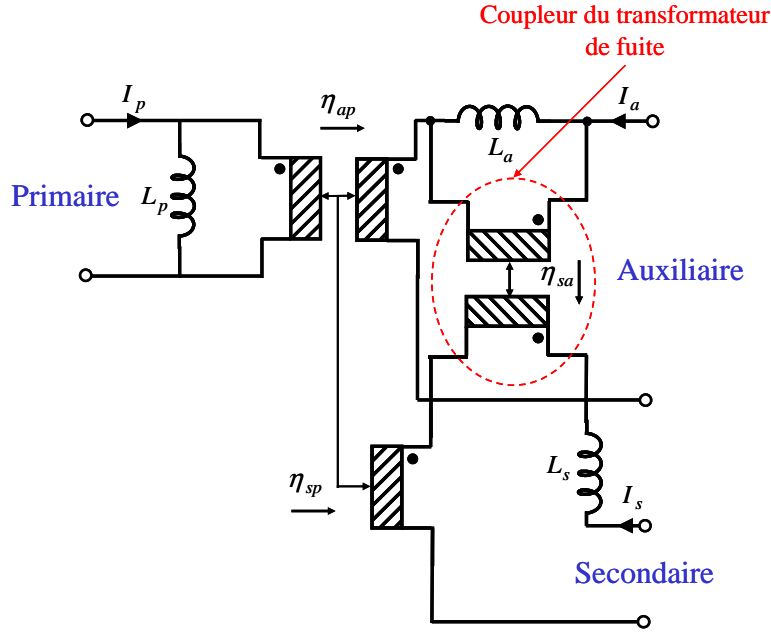 Coupleur du transformateur
de fuite
I_p
η_ap
I_a
L_a
Primaire
L_p
η_sa
Auxiliaire
L_s
η_sp
I_s
Secondaire